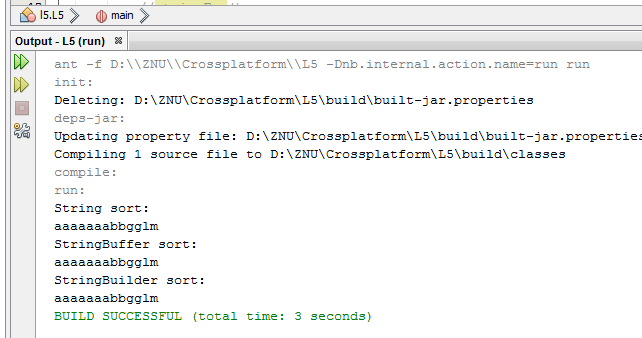 l5.L5 main
Output - L5 (run)
ant -f D:\\ZNU\\Crossplatform\\L5 -Dnb.internal.action.name=run run
init:
Deleting: D:\ZNU\Crossplatform\L5\build\built-jar.properties
deps-jar:
Updating property file: D:\ZNU\Crossplatform\L5\build\built-jar.properties
Compiling 1 source file to D:\ZNU\Crossplatform\L5\build\classes
compile:
run:
String sort:
aaaaaaabbgglm
StringBuffer sort:
aaaaaaabbgglm
StringBuilder sort:
aaaaaaabbgglm
BUILD SUCCESSFUL (total time: 3 seconds)